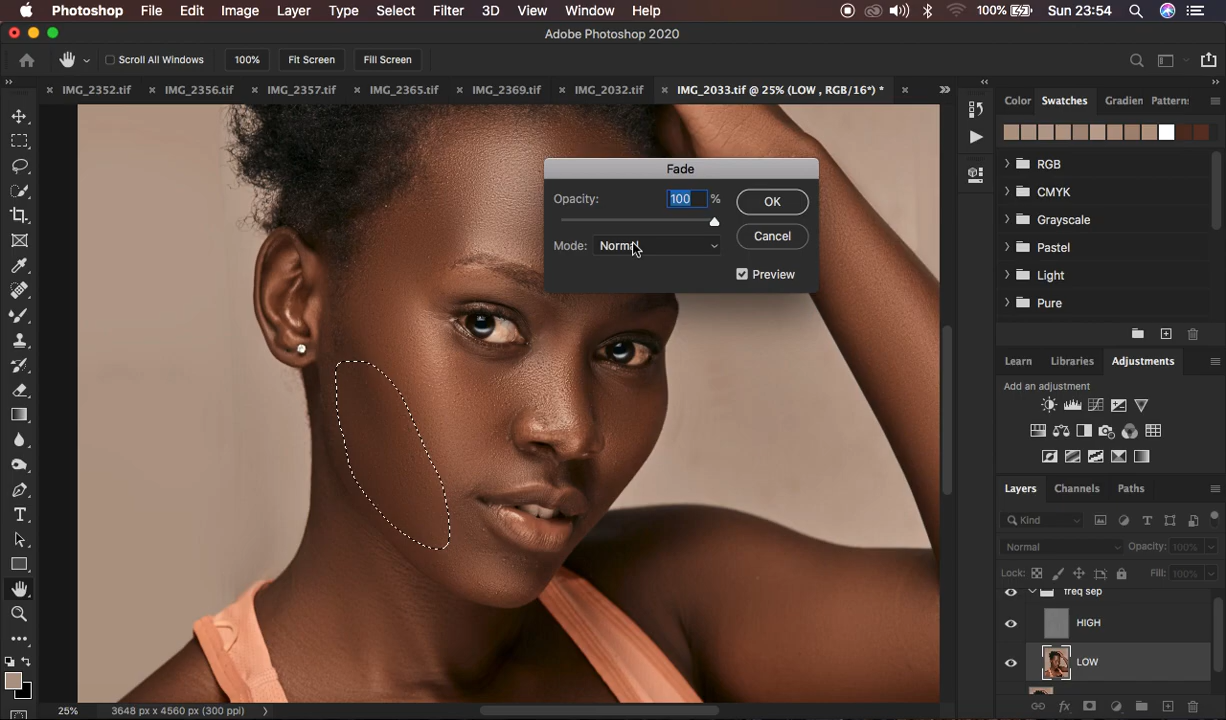 Photoshop File Edit Image Layer Type Select Filter 3D View Window Help 100% Sun 23:54
Adobe Photoshop 2020
Scroll All Windows 100% Fit Screen Fill Screen
IMG_2352.tif IMG_2356.tif IMG_2357.tif IMG_2365.tif IMG_2369.tif IMG_2032.tif IMG_2033.tif @ 25% (LOW , RGB/16*) *
Color Swatches Gradien Pattern:
Fade
Opacity: 100 % OK
Mode: Normal Cancel
Preview
RGB
CMYK
Grayscale
Pastel
Light
Pure
Learn Libraries Adjustments
Add an adjustment
Layers Channels Paths
Kind
Normal Opacity: 100%
Lock: Fill: 100%
freq sep
HIGH
LOW
25% 3648 px x 4560 px (300 ppi)